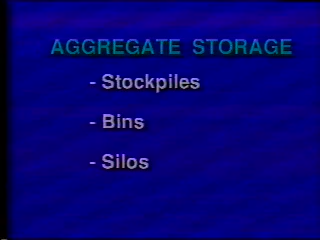 AGGREGATE STORAGE
- Stockpiles
- Bins
- Silos